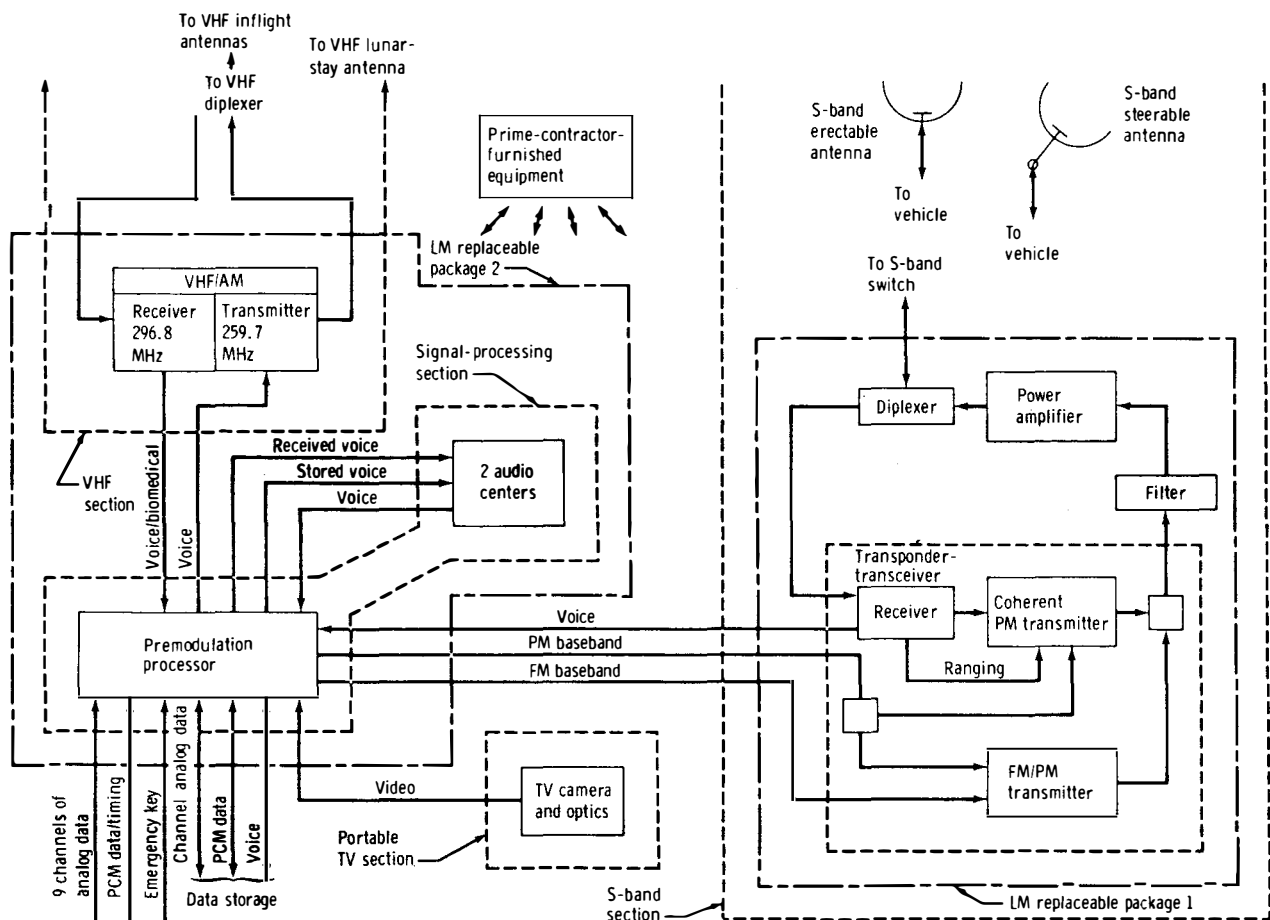 To VHF inflight
antennas
To VHF
diplexer
To VHF lunar-
stay antenna
Prime-contractor-
furnished
equipment
S-band
erectable
antenna
S-band
steerable
antenna
To
vehicle
To
vehicle
LM replaceable
package 2
To S-band
switch
VHF/AM
Receiver
296.8
MHz
Transmitter
259.7
MHz
Signal-processing
section
Diplexer
Power
amplifier
Filter
VHF
section
Voice/biomedical
Voice
Received voice
Stored voice
Voice
2 audio
centers
Transponder-
transceiver
Receiver
Coherent
PM transmitter
Ranging
Premodulation
processor
Voice
PM baseband
FM baseband
FM/PM
transmitter
9 channels of
analog data
PCM data/timing
Emergency key
Channel analog data
PCM data
Voice
Data storage
Video
TV camera
and optics
Portable
TV section
S-band
section
LM replaceable package 1